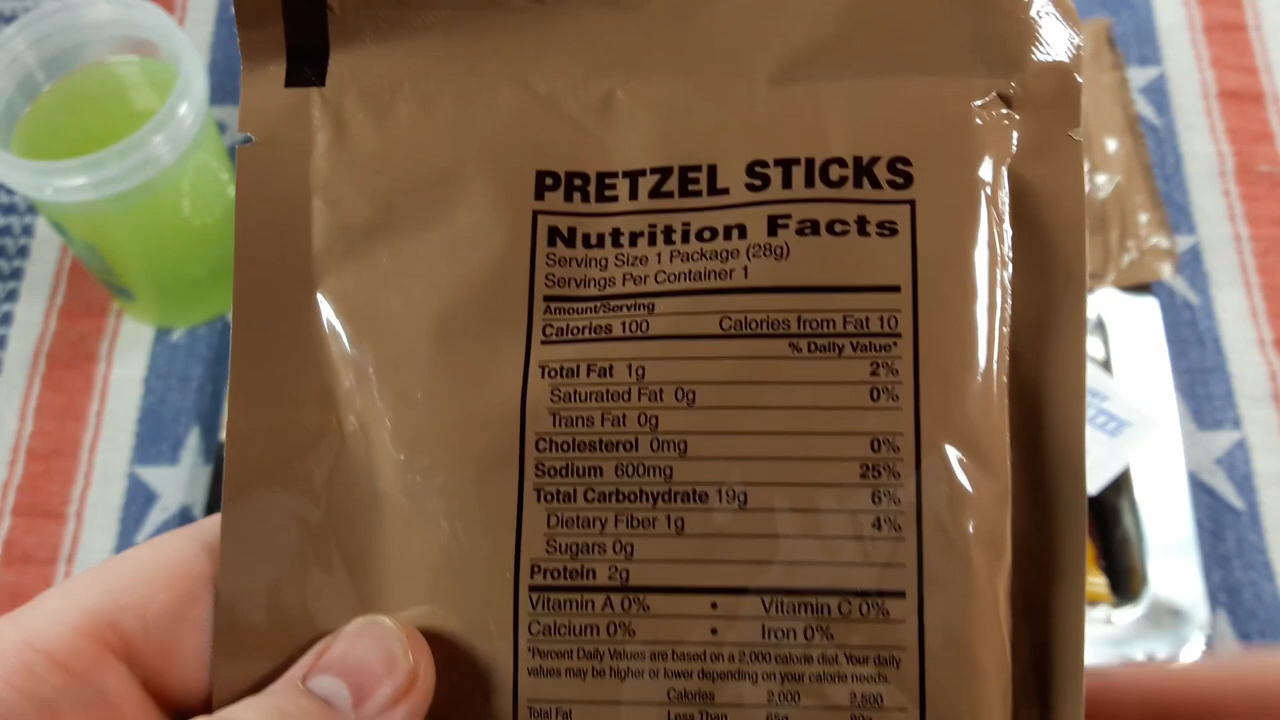 PRETZEL STICKS
Nutrition Facts
Serving Size 1 Package (28g)
Servings Per Container 1
Amount/Serving
Calories 100 Calories from Fat 10
% Daily Value*
Total Fat 1g 2%
Saturated Fat 0g 0%
Trans Fat 0g
Cholesterol 0mg 0%
Sodium 600mg 25%
Total Carbohydrate 19g 6%
Dietary Fiber 1g 4%
Sugars 0g
Protein 2g
Vitamin A 0% • Vitamin C 0%
Calcium 0% • Iron 0%
*Percent Daily Values are based on a 2,000 calorie diet. Your daily
values may be higher or lower depending on your calorie needs.
Calories 2,000 2,500
Total Fat Less Than 65g 80g